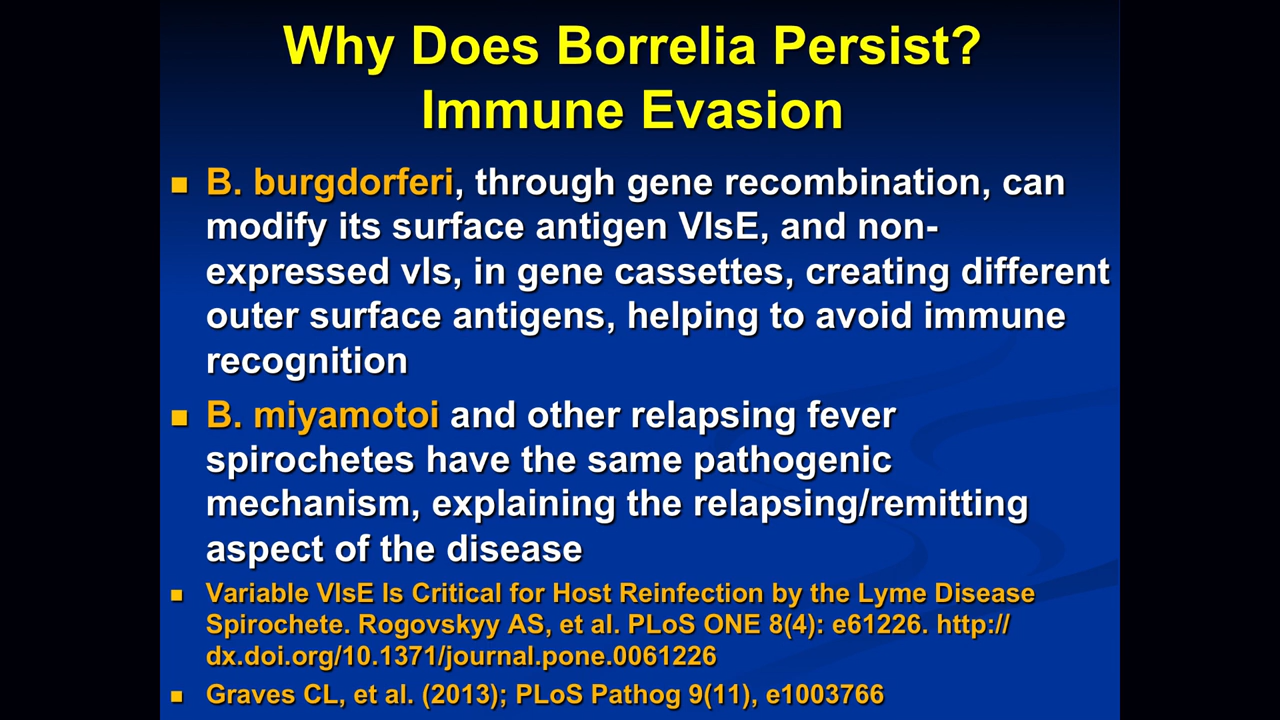 Why Does Borrelia Persist?
Immune Evasion
B. burgdorferi, through gene recombination, can
modify its surface antigen VlsE, and non-
expressed vls, in gene cassettes, creating different
outer surface antigens, helping to avoid immune
recognition
B. miyamotoi and other relapsing fever
spirochetes have the same pathogenic
mechanism, explaining the relapsing/remitting
aspect of the disease
Variable VlsE Is Critical for Host Reinfection by the Lyme Disease
Spirochete. Rogovskyy AS, et al. PLoS ONE 8(4): e61226. http://
dx.doi.org/10.1371/journal.pone.0061226
Graves CL, et al. (2013); PLoS Pathog 9(11), e1003766